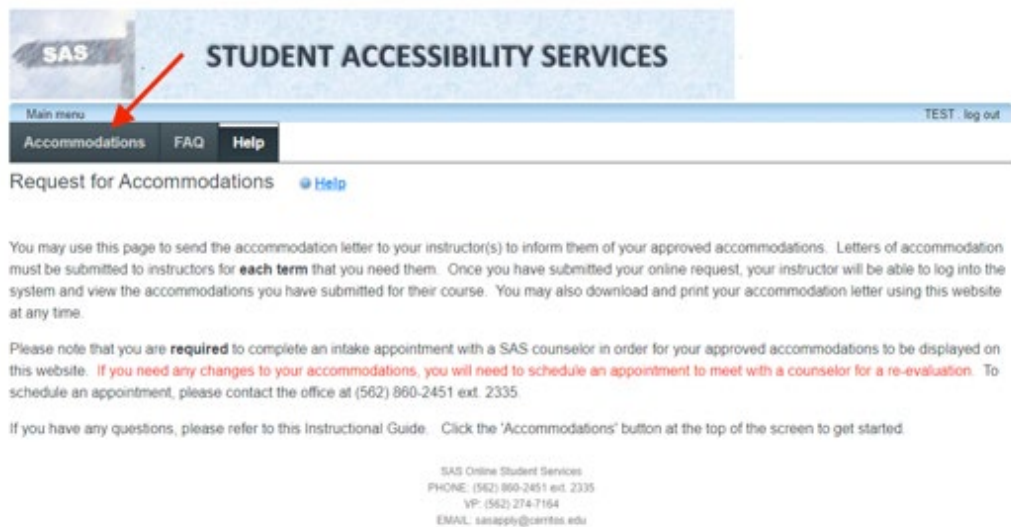 SAS
STUDENT ACCESSIBILITY SERVICES
Main menu
TEST . log out
Accommodations FAQ Help
Request for Accommodations Help
You may use this page to send the accommodation letter to your instructor(s) to inform them of your approved accommodations. Letters of accommodation
must be submitted to instructors for each term that you need them. Once you have submitted your online request, your instructor will be able to log into the
system and view the accommodations you have submitted for their course. You may also download and print your accommodation letter using this website
at any time.
Please note that you are required to complete an intake appointment with a SAS counselor in order for your approved accommodations to be displayed on
this website. If you need any changes to your accommodations, you will need to schedule an appointment to meet with a counselor for a re-evaluation. To
schedule an appointment, please contact the office at (562) 860-2451 ext. 2335.
If you have any questions, please refer to this Instructional Guide. Click the 'Accommodations' button at the top of the screen to get started.
SAS Online Student Services
PHONE: (562) 860-2451 ext. 2335
VP: (562) 274-7164
EMAIL: sasapply@cerritos.edu